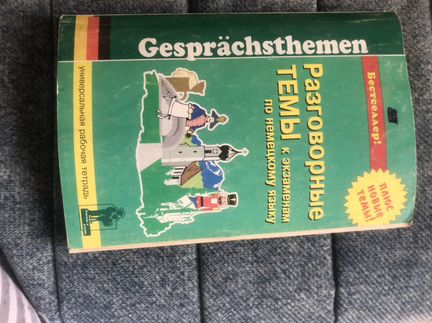 Gesprächsthemen
Бестселлер!
Разговорные
ТЕМЫ к экзаменам
по немецкому языку
ПЛЮС
НОВЫЕ
ТЕМЫ!
универсальная рабочая тетрадь